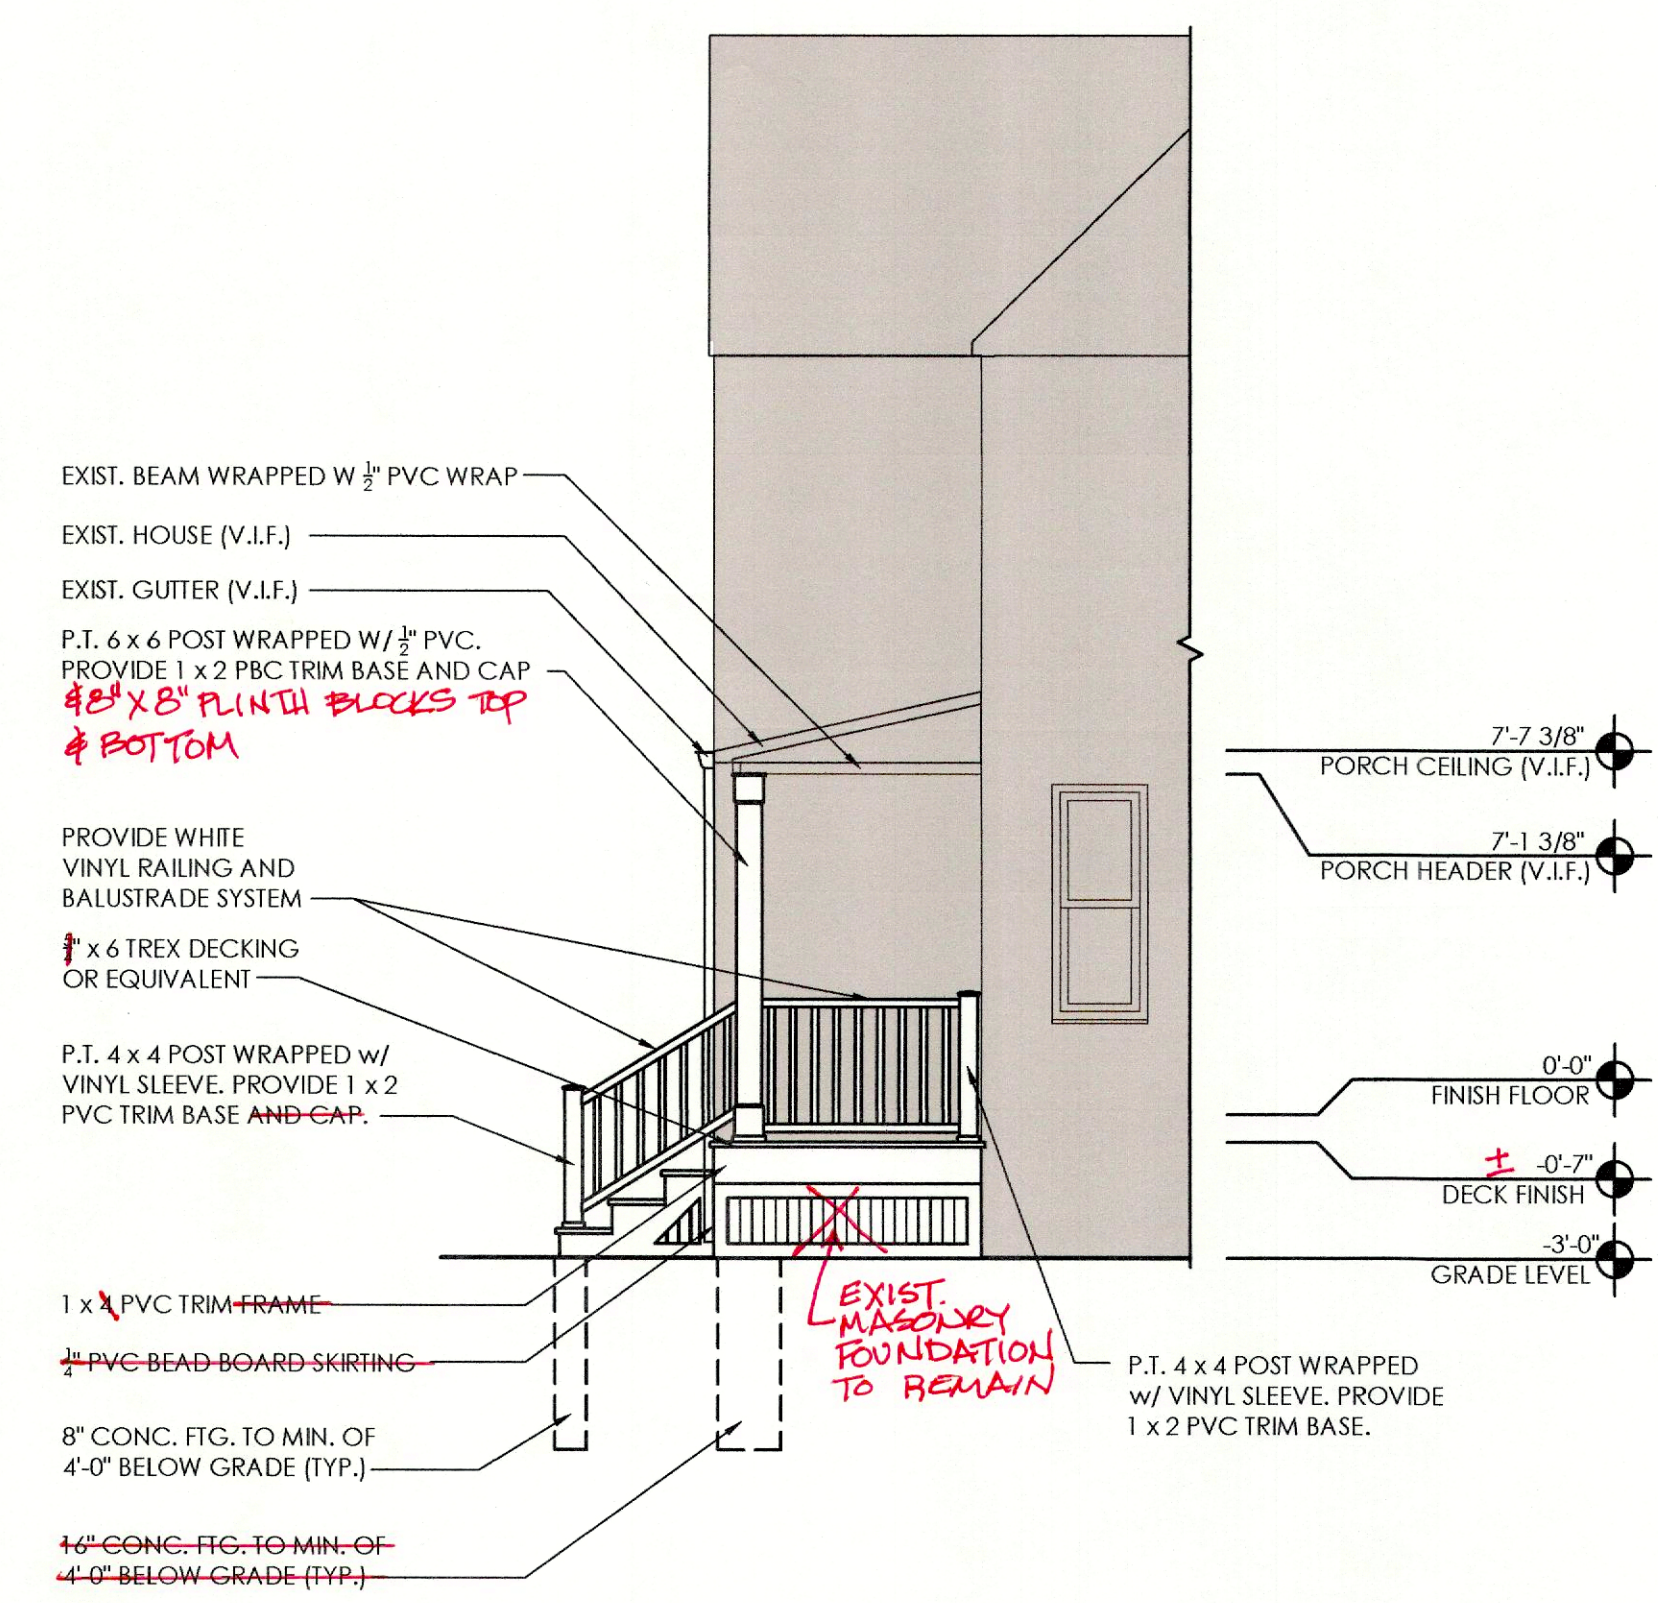 EXIST. BEAM WRAPPED W 1/2" PVC WRAP
EXIST. HOUSE (V.I.F.)
EXIST. GUTTER (V.I.F.)
P.T. 6 x 6 POST WRAPPED W/ 1/2" PVC.
PROVIDE 1 x 2 PBC TRIM BASE AND CAP
& 8" X 8" PLINTH BLOCKS TOP
& BOTTOM
PROVIDE WHITE
VINYL RAILING AND
BALUSTRADE SYSTEM
" x 6 TREX DECKING
OR EQUIVALENT
P.T. 4 x 4 POST WRAPPED w/
VINYL SLEEVE. PROVIDE 1 x 2
PVC TRIM BASE AND CAP.
1 x 4 PVC TRIM FRAME
1/4" PVC BEAD BOARD SKIRTING
8" CONC. FTG. TO MIN. OF
4'-0" BELOW GRADE (TYP.)
16" CONC. FTG. TO MIN. OF
4'-0" BELOW GRADE (TYP.)
EXIST.
MASONRY
FOUNDATION
TO REMAIN
P.T. 4 x 4 POST WRAPPED
w/ VINYL SLEEVE. PROVIDE
1 x 2 PVC TRIM BASE.
7'-7 3/8"
PORCH CEILING (V.I.F.)
7'-1 3/8"
PORCH HEADER (V.I.F.)
0'-0"
FINISH FLOOR
± -0'-7"
DECK FINISH
-3'-0"
GRADE LEVEL